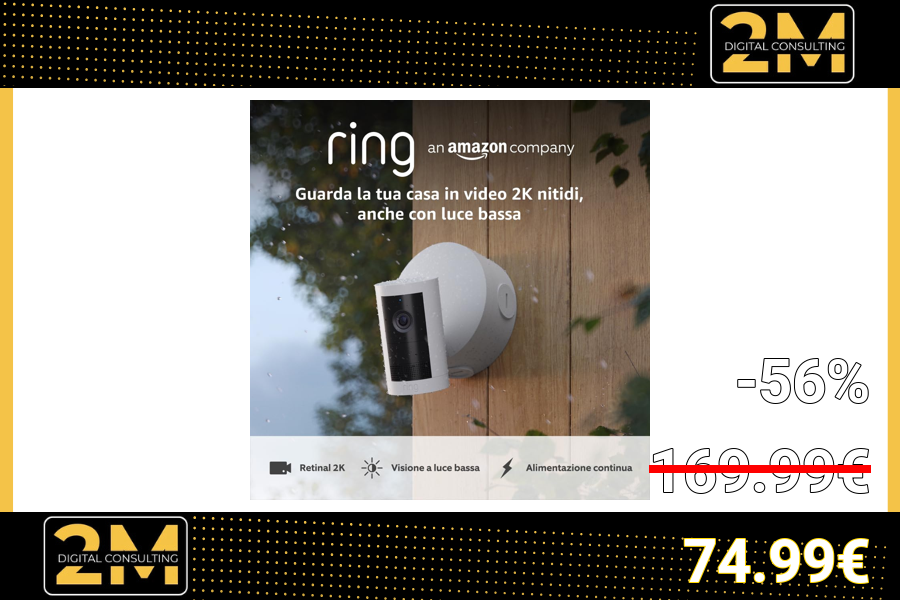 2M
DIGITAL CONSULTING
ring an amazon company
Guarda la tua casa in video 2K nitidi,
anche con luce bassa
Retinal 2K Visione a luce bassa Alimentazione continua
-56%
169.99€
2M
DIGITAL CONSULTING
74.99€